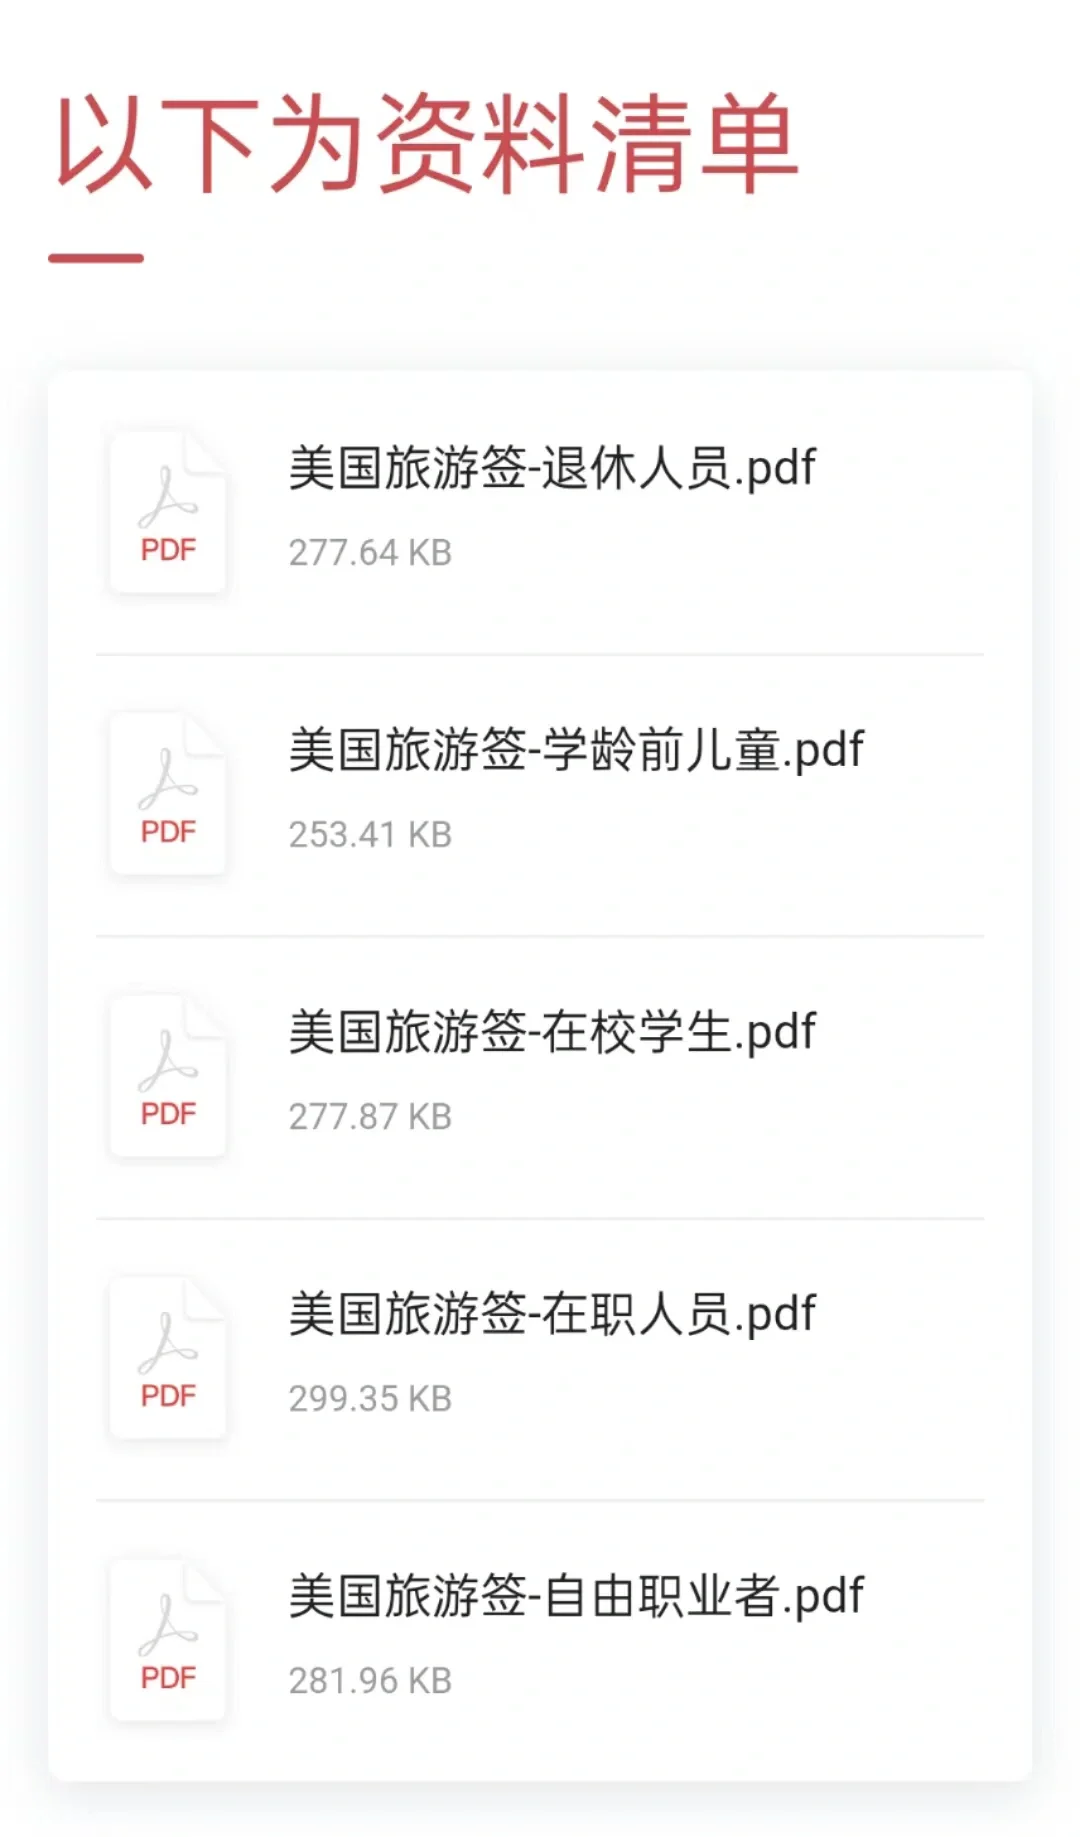 以下为资料清单
美国旅游签-退休人员.pdf
277.64 KB
PDF
美国旅游签-学龄前儿童.pdf
253.41 KB
PDF
美国旅游签-在校学生.pdf
277.87 KB
PDF
美国旅游签-在职人员.pdf
299.35 KB
PDF
美国旅游签-自由职业者.pdf
281.96 KB
PDF